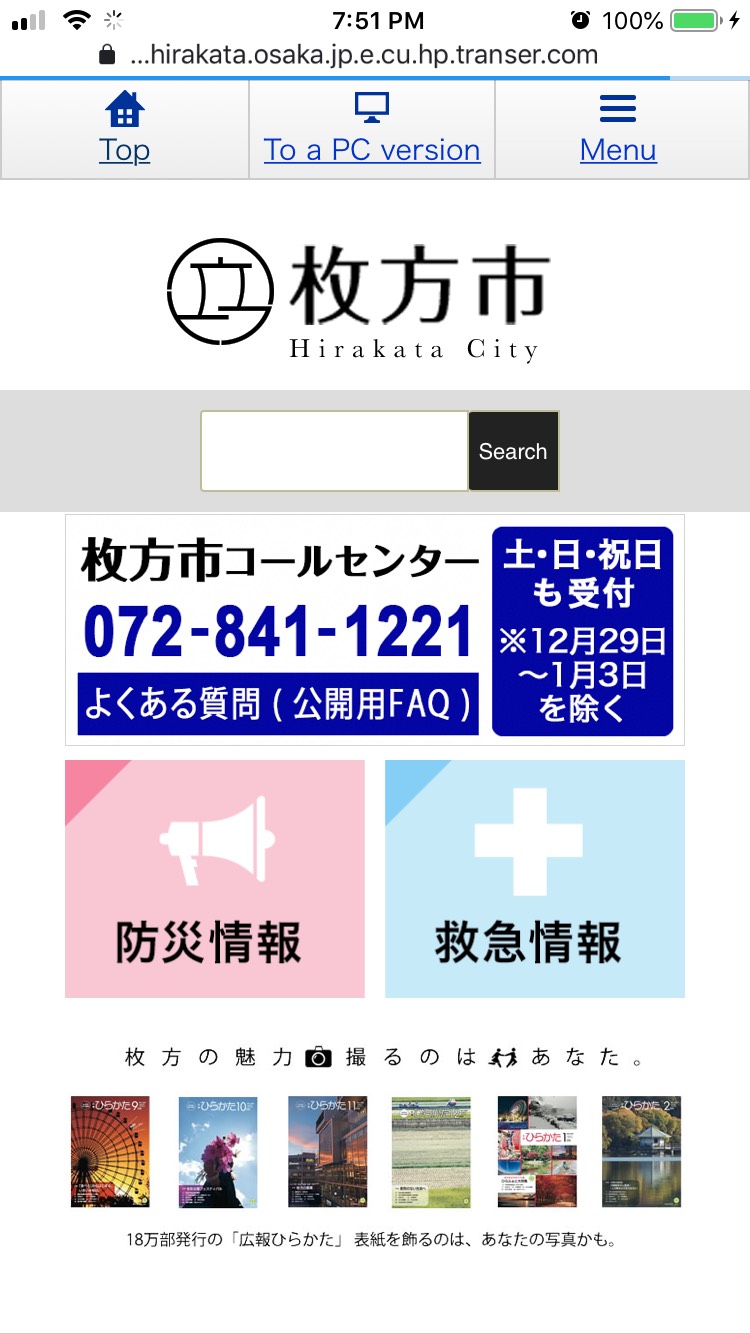 7:51 PM
100%
...hirakata.osaka.jp.e.cu.hp.transer.com
Top
To a PC version
Menu
枚方市
Hirakata City
Search
枚方市コールセンター
072-841-1221
よくある質問 ( 公開用FAQ )
土・日・祝日
も受付
※12月29日
～1月3日
を除く
防災情報
救急情報
枚方の魅力撮るのはあなた。
ひらかた9
ひらかた10
ひらかた11
ひらかた1
ひらかた 2
18万部発行の「広報ひらかた」 表紙を飾るのは、あなたの写真かも。